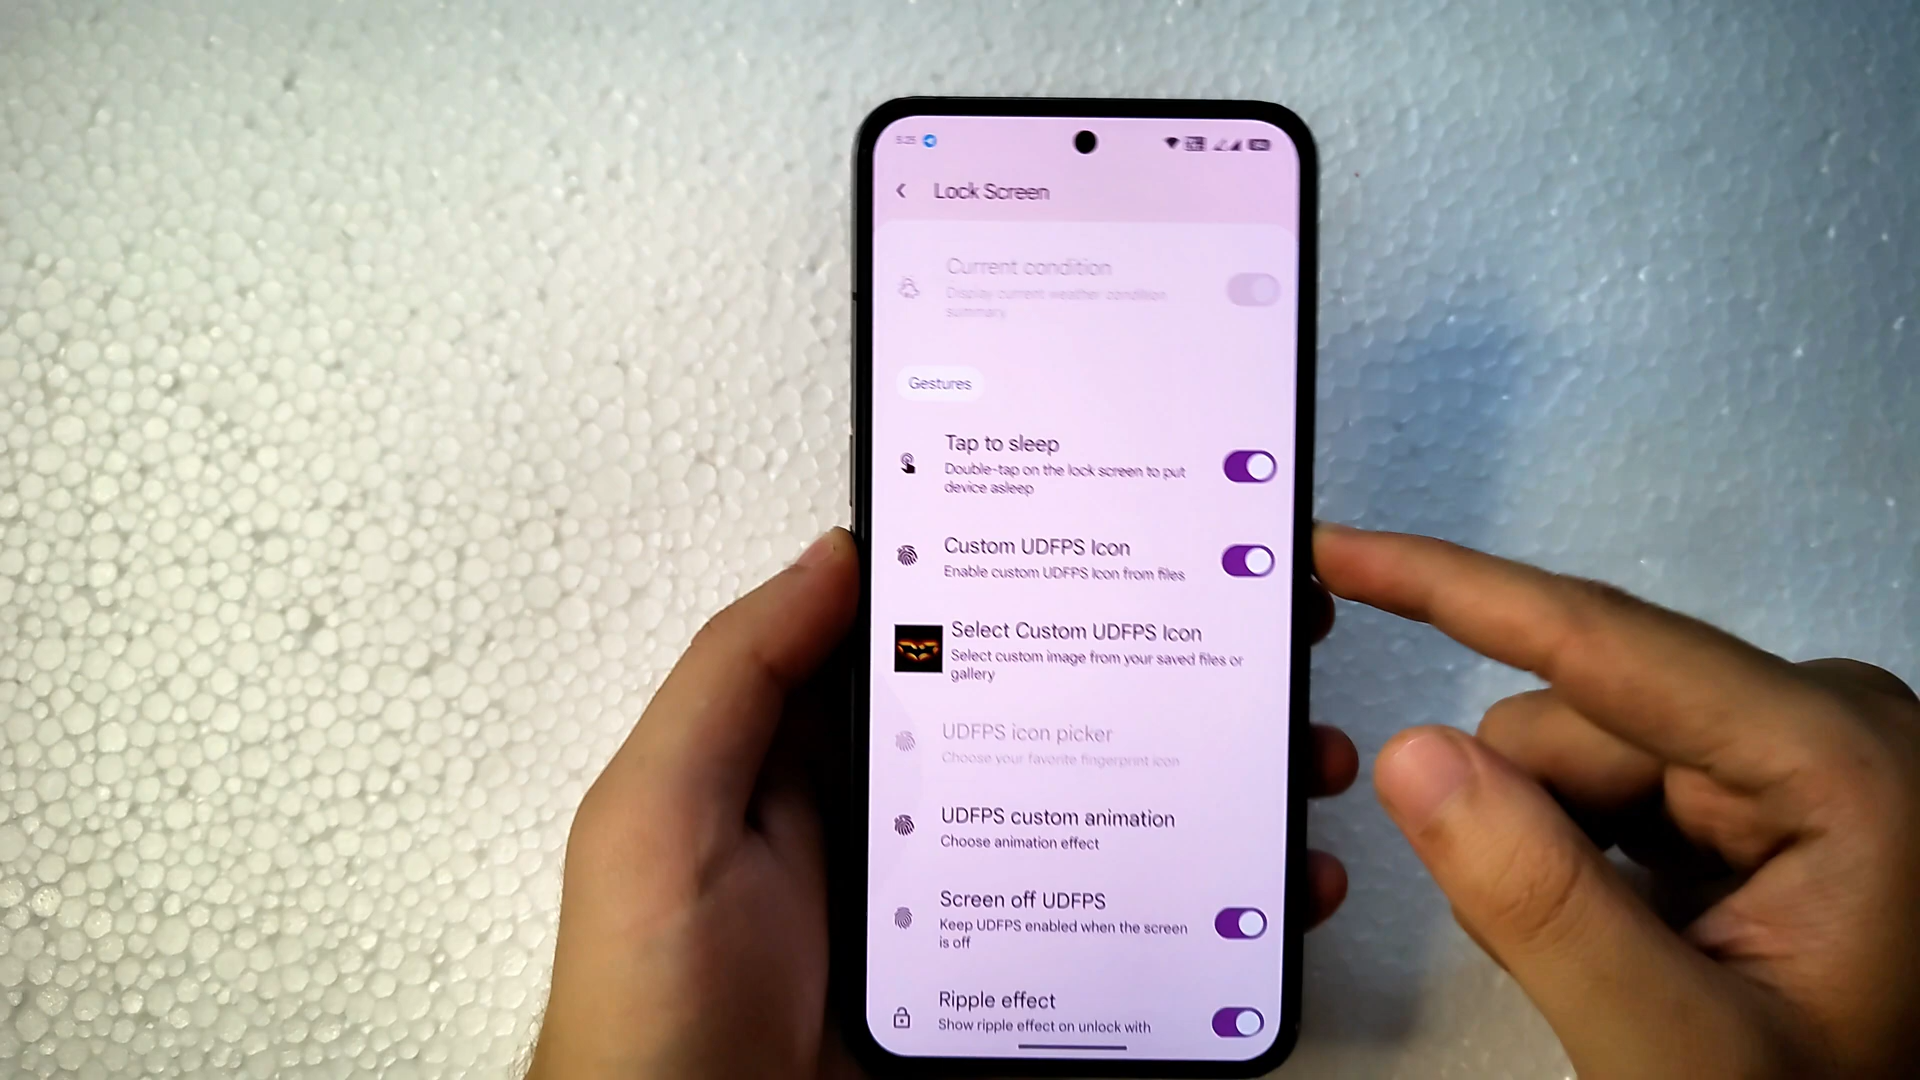 5:25
Lock Screen
Current condition
Display current weather condition
summary
Gestures
Tap to sleep
Double-tap on the lock screen to put
device asleep
Custom UDFPS Icon
Enable custom UDFPS Icon from files
Select Custom UDFPS Icon
Select custom image from your saved files or
gallery
UDFPS icon picker
Choose your favorite fingerprint icon
UDFPS custom animation
Choose animation effect
Screen off UDFPS
Keep UDFPS enabled when the screen
is off
Ripple effect
Show ripple effect on unlock with